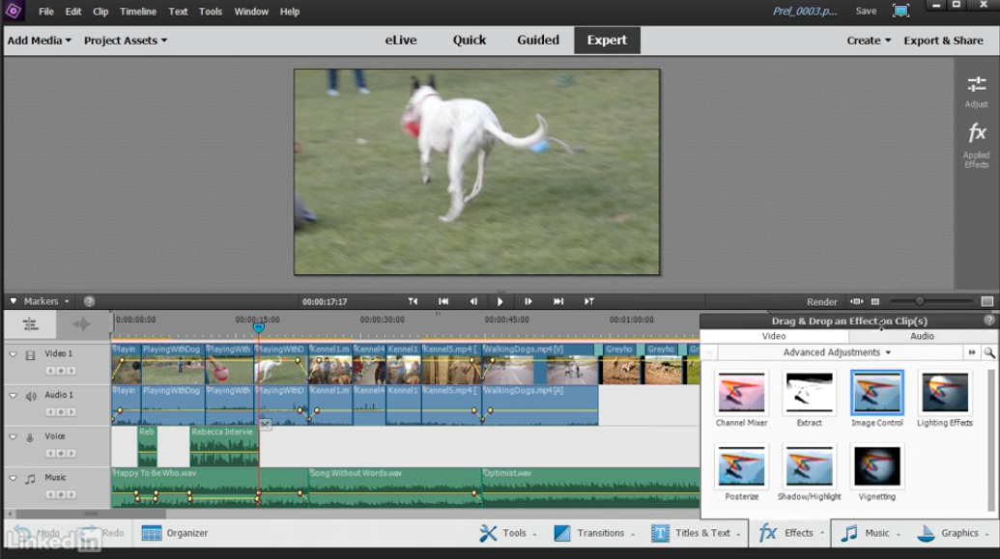 File Edit Clip Timeline Text Tools Window Help Prel_0003.p... Save
Add Media Project Assets eLive Quick Guided Expert Create Export & Share
Adjust
fx
Applied
Effects
Markers ? 00:00:17:17 Render
0:00:00:00 00:00:15:00 00:00:30:00 00:00:45:00 00:01:00:00
Drag & Drop an Effect on Clip(s) ?
Video Audio
Video 1 Playin PlayingWithDog PlayingWith PlayingWithD Kennel1.m Kennel4 Kennel1 Kennel5.mp4 [ WalkingDogs.mp4 [V] Greyho Greyho Greyho Gre
Advanced Adjustments
Audio 1 Playin PlayingWithDog PlayingWith PlayingWithD Kennel1.m Kennel4. Kennel1 Kennel5.mp4 [ WalkingDogs.mp4 [A]
Channel Mixer Extract Image Control Lighting Effects
Voice Reb Rebecca Intervie
Music Happy To Be Who.wav Song Without Words.wav Optimist.wav
Posterize Shadow/Highlight Vignetting
Undo Redo Organizer Tools Transitions T Titles & Text fx Effects Music Graphics
Linked in